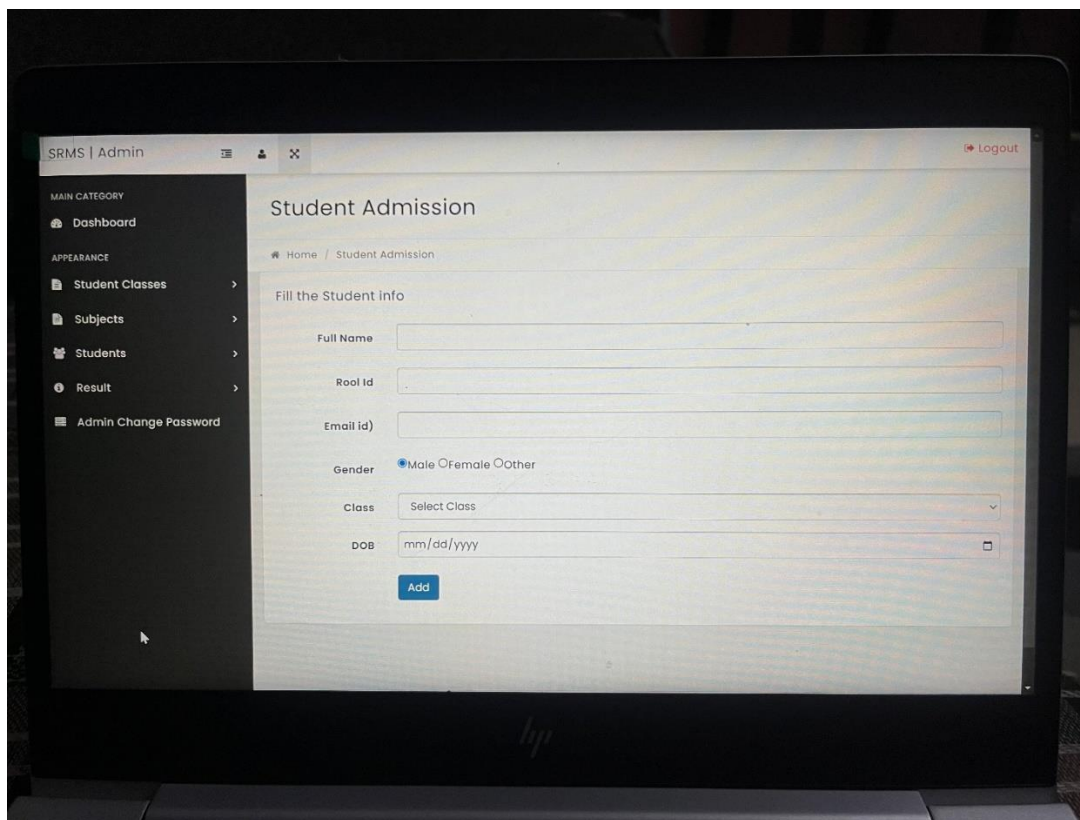 SRMS | Admin
Logout
MAIN CATEGORY
Dashboard
APPEARANCE
Student Classes
Subjects
Students
Result
Admin Change Password
Student Admission
Home / Student Admission
Fill the Student info
Full Name
Rool Id
Email id)
Gender Male Female Other
Class Select Class
DOB mm/dd/yyyy
Add
hp